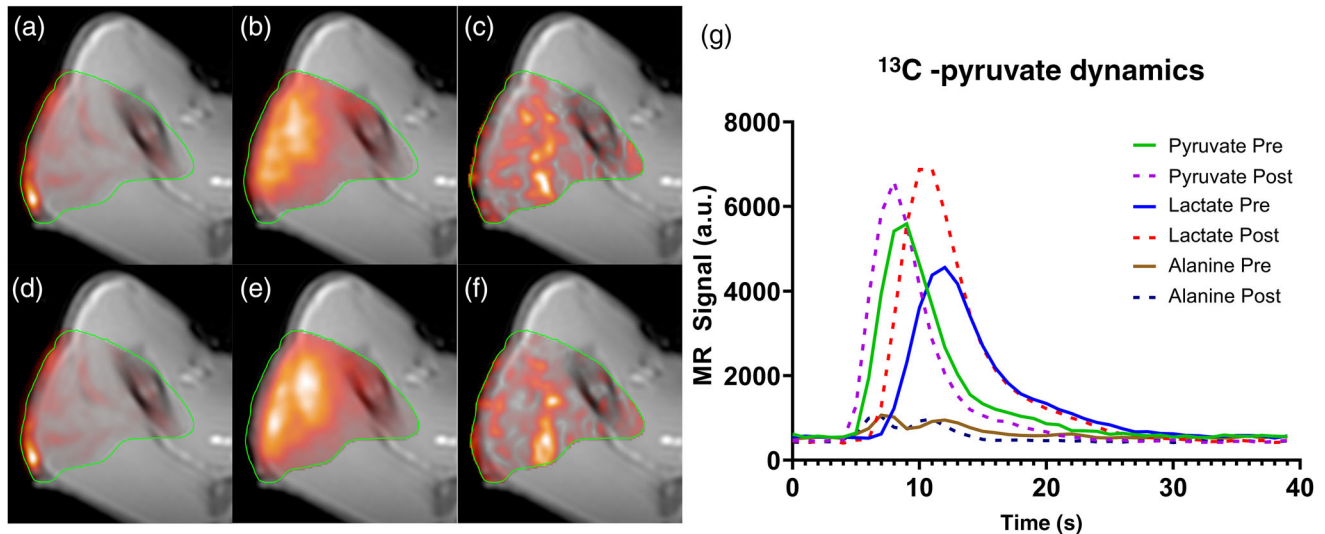 (a)
(b)
(c)
(d)
(e)
(f)
(g)
¹³C -pyruvate dynamics
MR Signal (a.u.)
8000
6000
4000
2000
0
Pyruvate Pre
Pyruvate Post
Lactate Pre
Lactate Post
Alanine Pre
Alanine Post
0
10
20
30
40
Time (s)